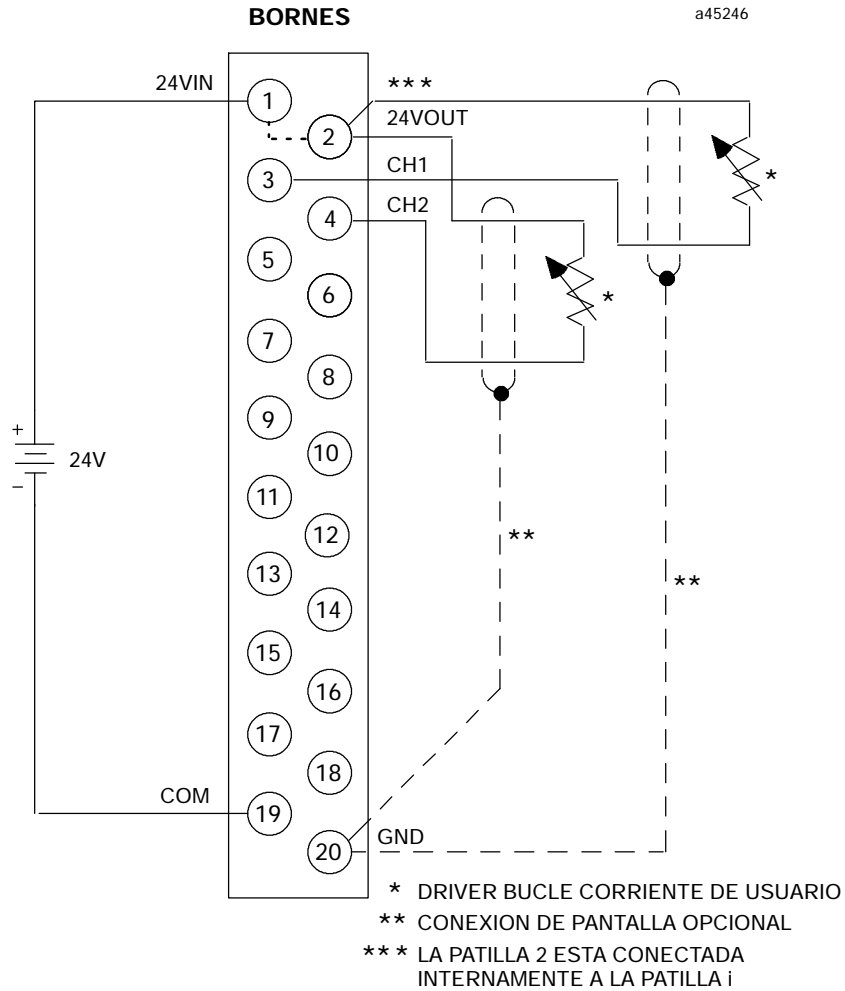 BORNES
a45246
24VIN
***
24VOUT
CH1
CH2
1
2
3
4
5
6
7
8
9
10
11
12
13
14
15
16
17
18
19
20
*
*
+
24V
–
**
**
COM
GND
* DRIVER BUCLE CORRIENTE DE USUARIO
** CONEXION DE PANTALLA OPCIONAL
*** LA PATILLA 2 ESTA CONECTADA
INTERNAMENTE A LA PATILLA i